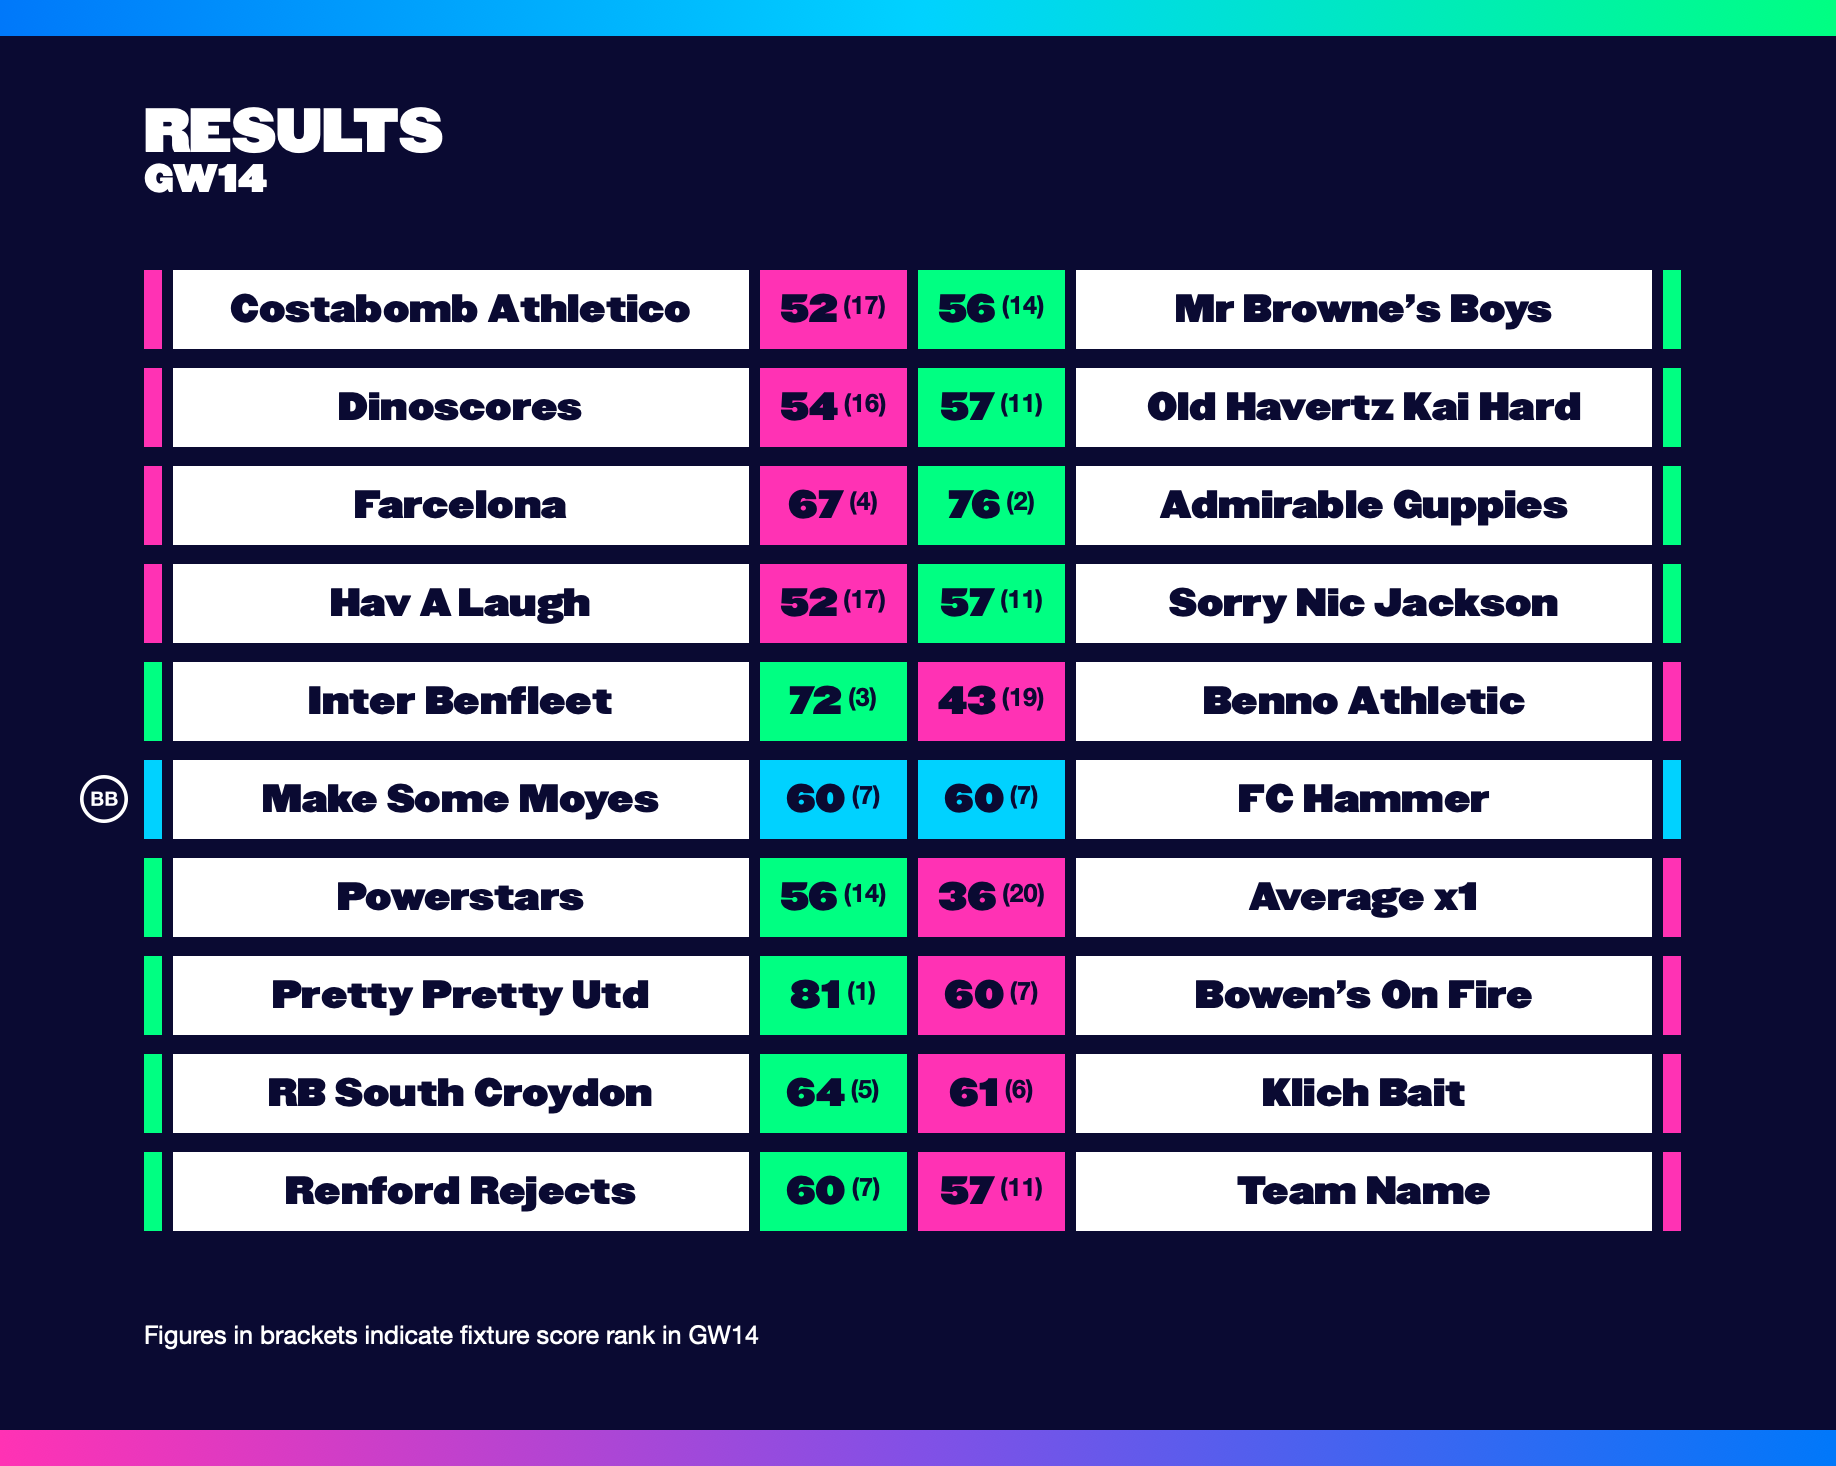 RESULTS
GW14
Costabomb Athletico 52 (17) 56 (14) Mr Browne’s Boys
Dinoscores 54 (16) 57 (11) Old Havertz Kai Hard
Farcelona 67 (4) 76 (2) Admirable Guppies
Hav A Laugh 52 (17) 57 (11) Sorry Nic Jackson
Inter Benfleet 72 (3) 43 (19) Benno Athletic
BB Make Some Moyes 60 (7) 60 (7) FC Hammer
Powerstars 56 (14) 36 (20) Average x1
Pretty Pretty Utd 81 (1) 60 (7) Bowen’s On Fire
RB South Croydon 64 (5) 61 (6) Klich Bait
Renford Rejects 60 (7) 57 (11) Team Name
Figures in brackets indicate fixture score rank in GW14